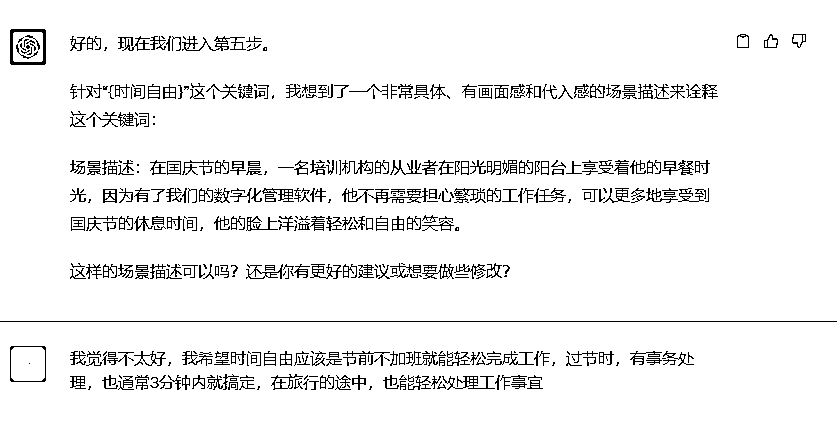 好的，现在我们进入第五步。
针对“{时间自由}”这个关键词，我想到了一个非常具体、有画面感和代入感的场景描述来诠释
这个关键词：
场景描述：在国庆节的早晨，一名培训机构的从业者在阳光明媚的阳台上享受着他的早餐时
光，因为有了我们的数字化管理软件，他不再需要担心繁琐的工作任务，可以更多地享受到
国庆节的休息时间，他的脸上洋溢着轻松和自由的笑容。
这样的场景描述可以吗？还是你有更好的建议或想要做些修改？
我觉得不太好，我希望时间自由应该是节前不加班就能轻松完成工作，过节时，有事务处
理，也通常3分钟内就搞定，在旅行的途中，也能轻松处理工作事宜